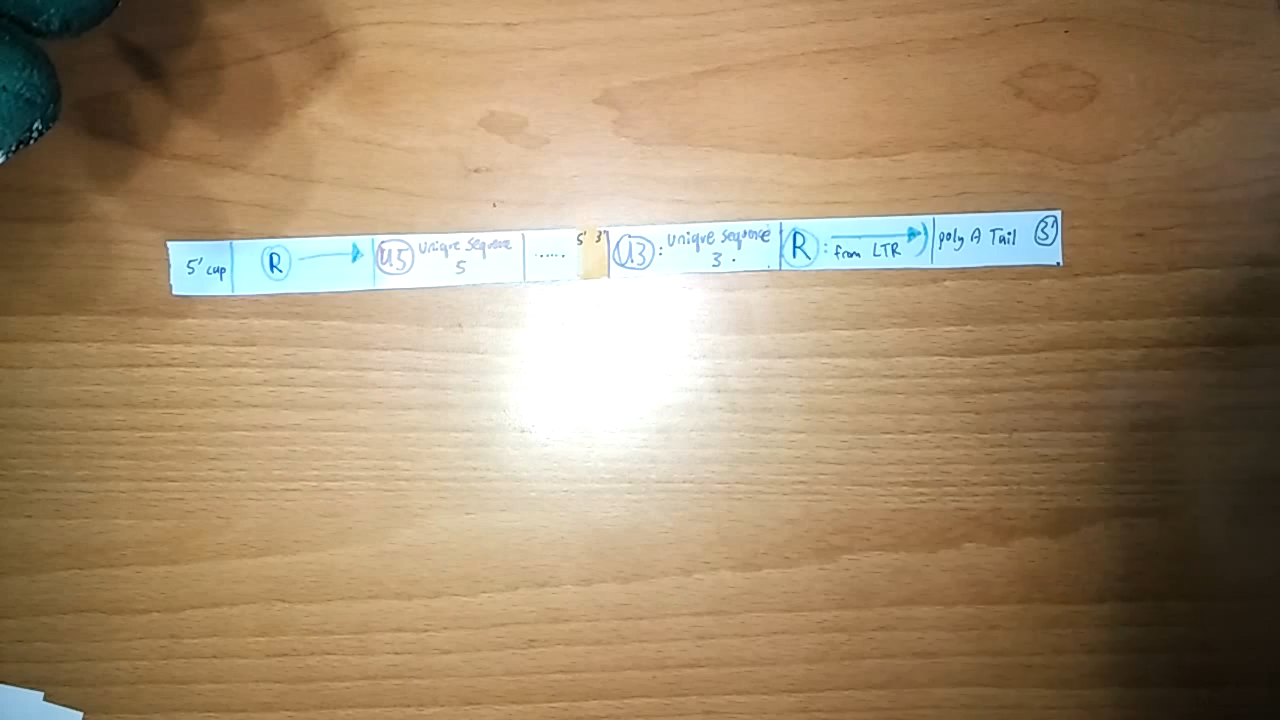 5' cap
R
U5 unique sequence
5
......
5' 3'
U3: unique sequence
3.
R: from LTR)
poly A Tail 3'